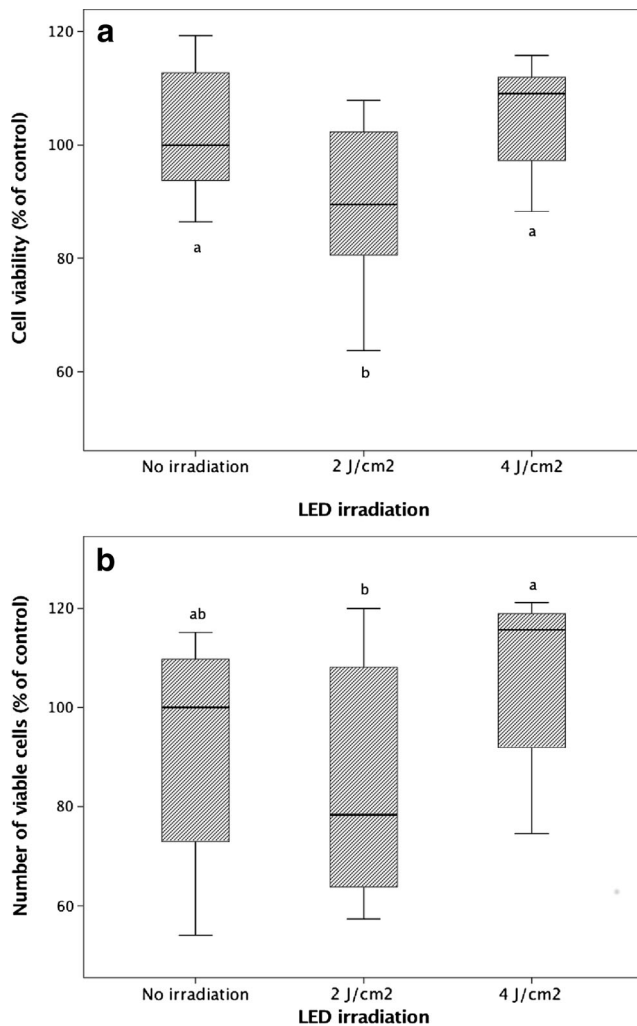 a
Cell viability (% of control)
120
100
80
60
a
b
a
No irradiation 2 J/cm2 4 J/cm2
LED irradiation
b
Number of viable cells (% of control)
120
100
80
60
ab
b
a
No irradiation 2 J/cm2 4 J/cm2
LED irradiation